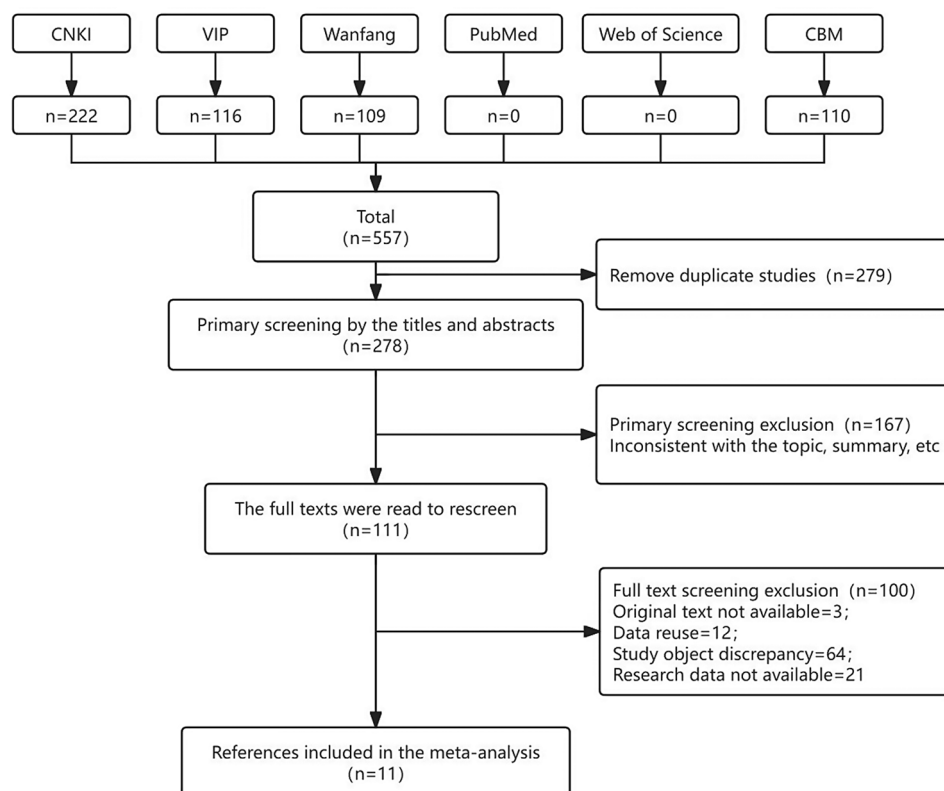 CNKI
VIP
Wanfang
PubMed
Web of Science
CBM
n=222
n=116
n=109
n=0
n=0
n=110
Total
(n=557)
Remove duplicate studies (n=279)
Primary screening by the titles and abstracts
(n=278)
Primary screening exclusion (n=167)
Inconsistent with the topic, summary, etc
The full texts were read to rescreen
(n=111)
Full text screening exclusion (n=100)
Original text not available=3;
Data reuse=12;
Study object discrepancy=64;
Research data not available=21
References included in the meta-analysis
(n=11)